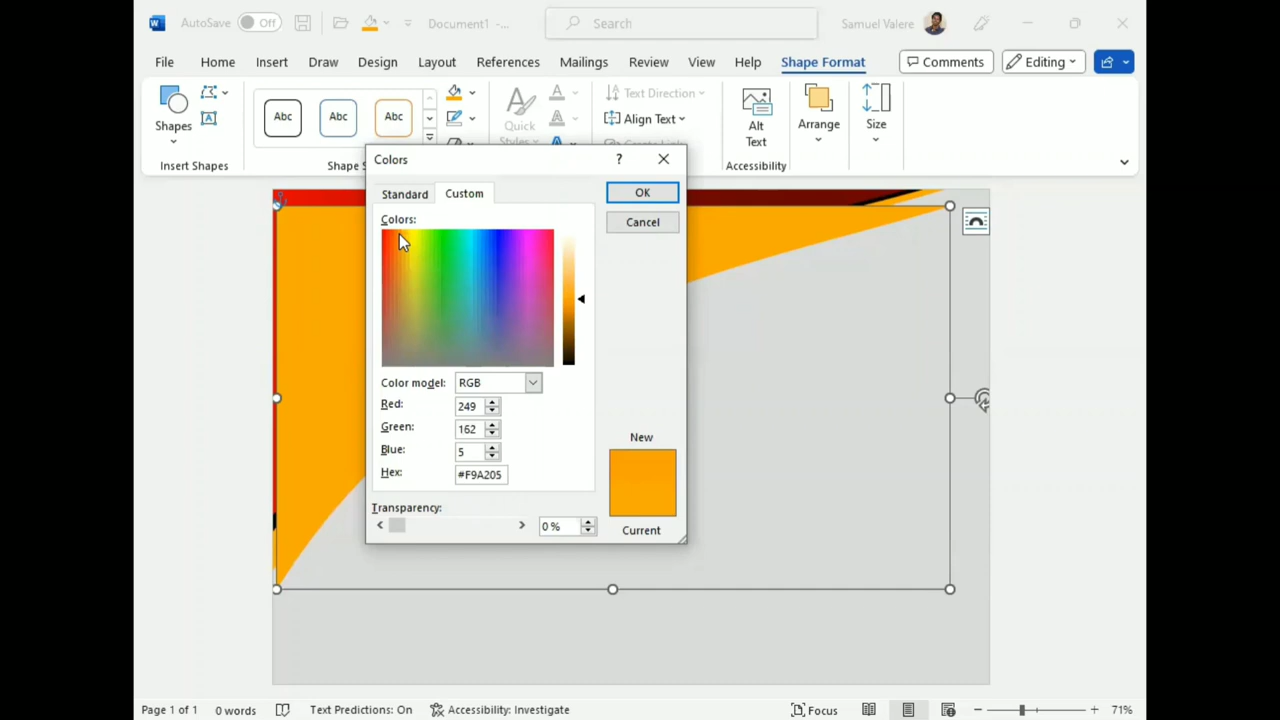 AutoSave Off Document1 -... Search Samuel Valere
File Home Insert Draw Design Layout References Mailings Review View Help Shape Format Comments Editing
Shapes Abc Abc Abc Quick Styles Text Direction Align Text Alt Text Arrange Size
Insert Shapes Shape Accessibility
Colors ?
Standard Custom OK
Colors: Cancel
Color model: RGB
Red: 249
Green: 162
Blue: 5
Hex: #F9A205
New
Current
Transparency:
0 %
Page 1 of 1 0 words Text Predictions: On Accessibility: Investigate Focus 71%